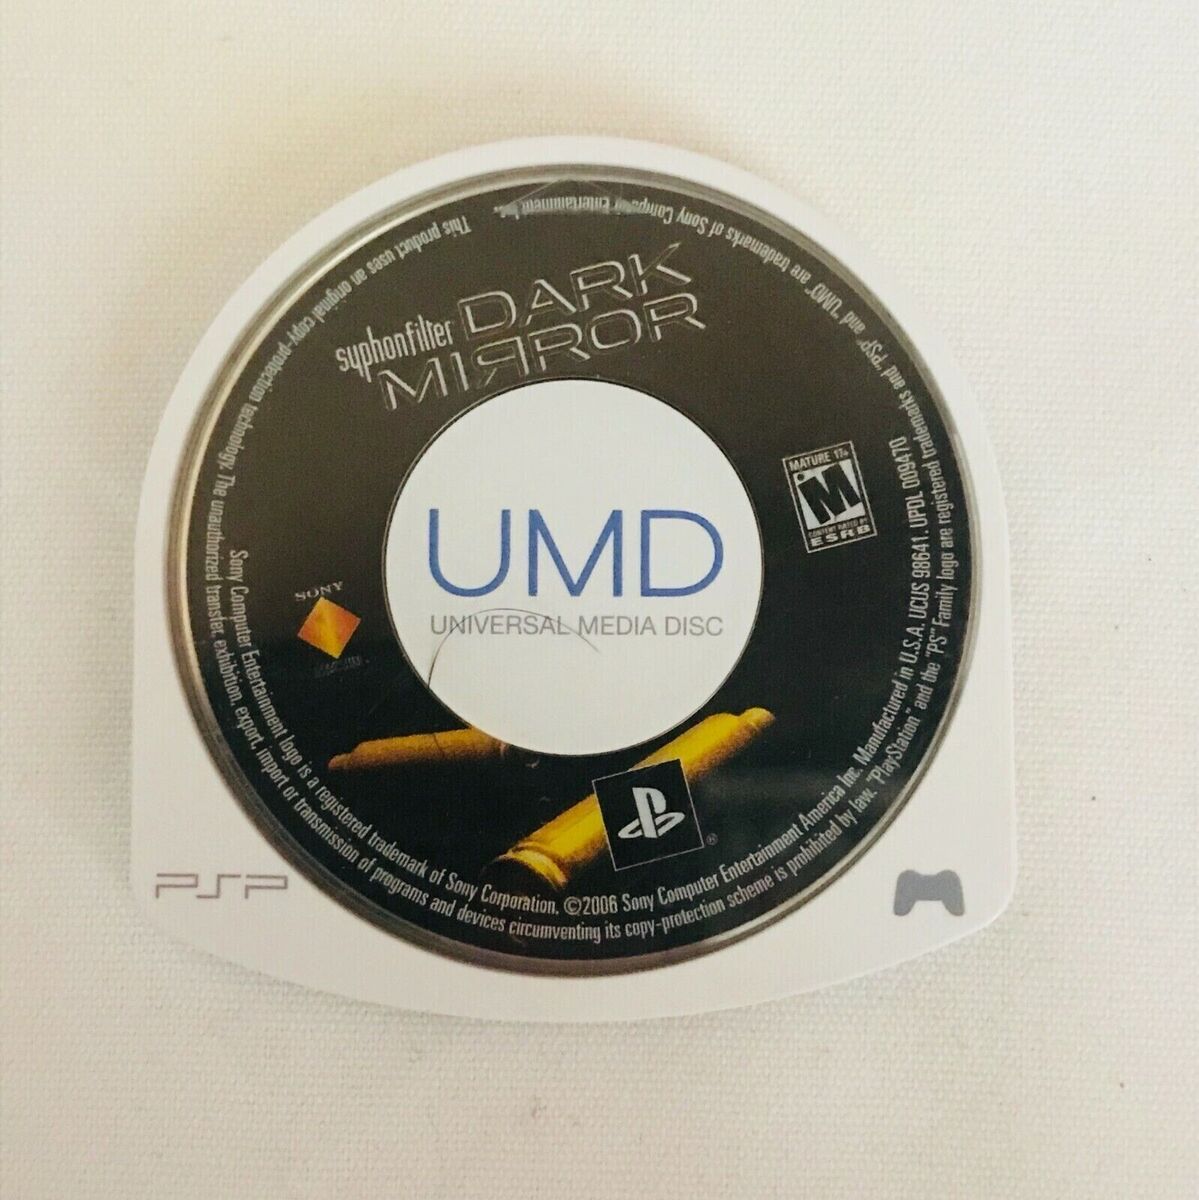 syphonfilter DARK
MIRROR
MATURE 17+
M
CONTENT RATED BY
ESRB
UMD
UNIVERSAL MEDIA DISC
SONY
PSP
®
Sony Computer Entertainment logo is a registered trademark of Sony Corporation. ©2006 Sony Computer Entertainment America Inc. Manufactured in U.S.A. UCUS 98641. UPDL 009470
This product uses an original copy-protection technology. The unauthorized transfer, exhibition, export, import or transmission of programs and devices circumventing its copy-protection scheme is prohibited by law. "PlayStation" and the "PS" Family logo are registered trademarks and "PSP" and "UMD" are trademarks of Sony Computer Entertainment Inc.